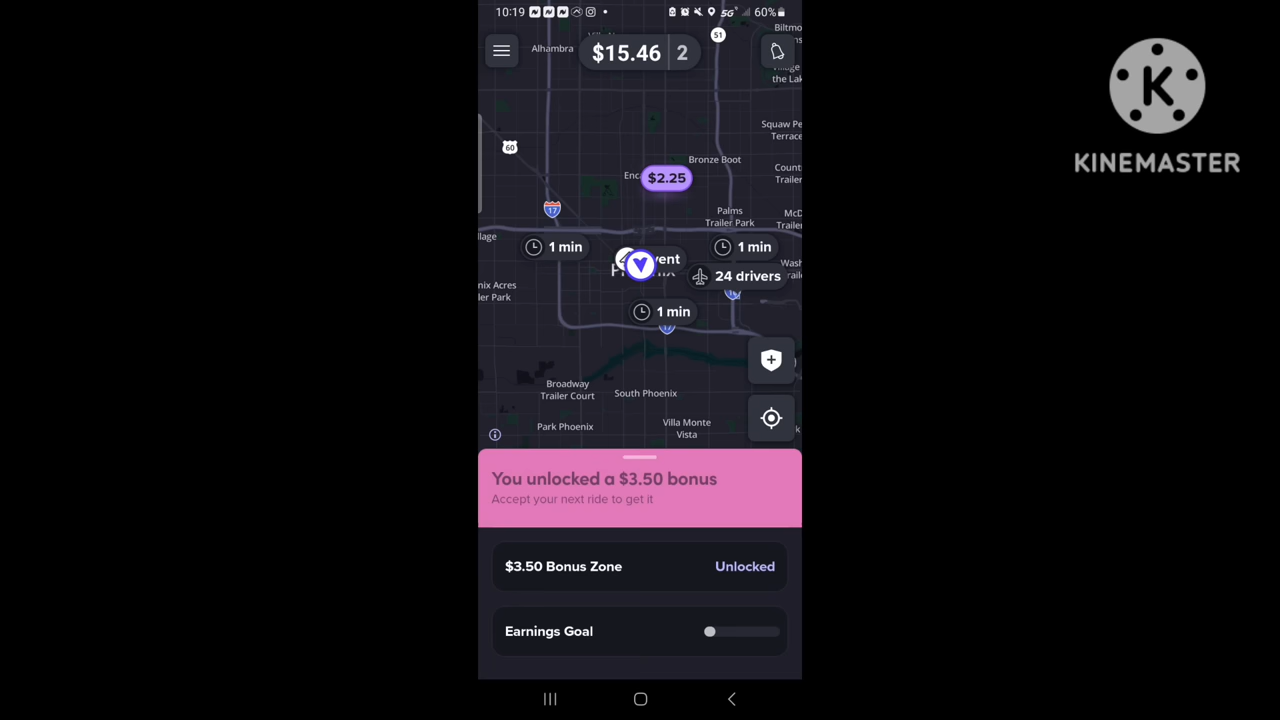 10:19
5G
60%
Alhambra
$15.46 2
51
Biltmo
Village
the Lak
Squaw Pe
Terrace
60
Bronze Boot
Enca
$2.25
Count
Trailer
17
Palms
Trailer Park
McD
Trailer
llage
1 min
1 min
vent
24 drivers
Wash
railer
nix Acres
ler Park
1 min
17
Broadway
Trailer Court
South Phoenix
Park Phoenix
Villa Monte
Vista
You unlocked a $3.50 bonus
Accept your next ride to get it
$3.50 Bonus Zone
Unlocked
Earnings Goal
K
KINEMASTER